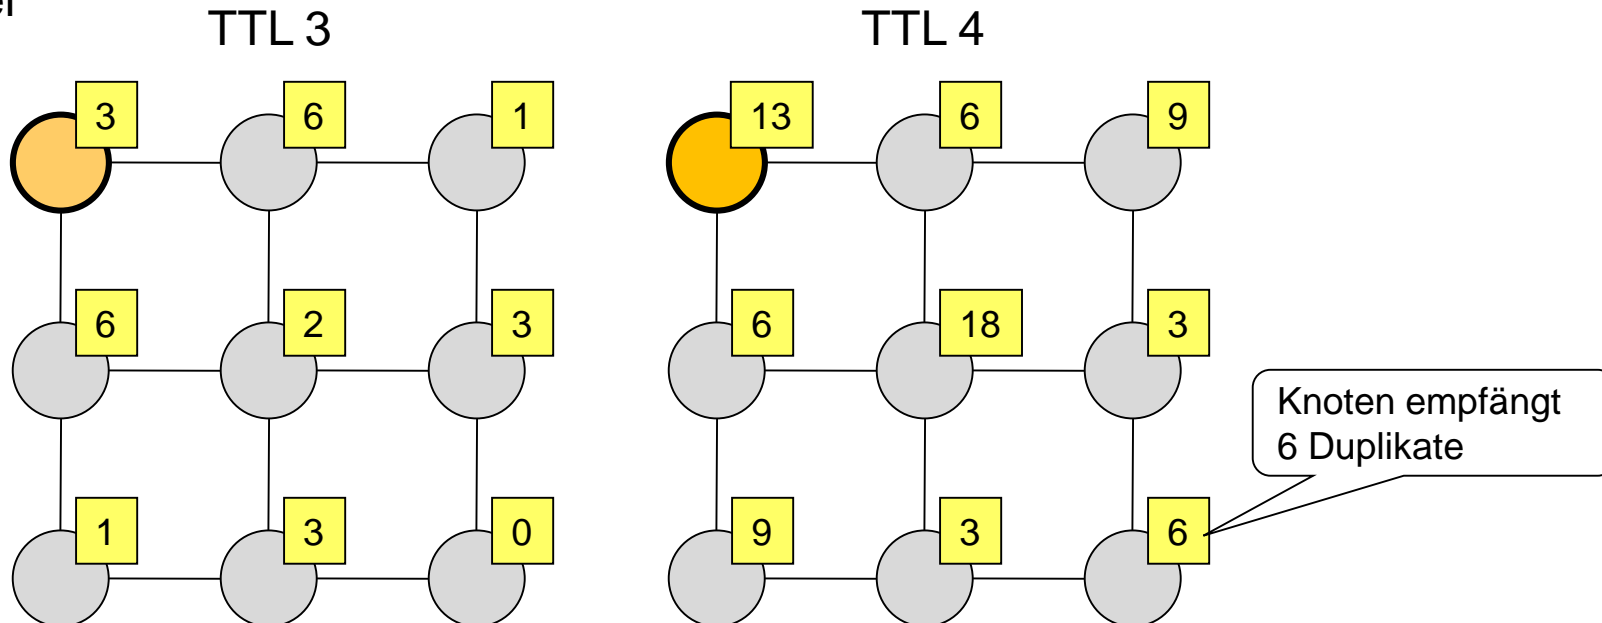 TTL 3
TTL 4
3 6 1
13 6 9
6 2 3
6 18 3
Knoten empfängt
6 Duplikate
1 3 0
9 3 6